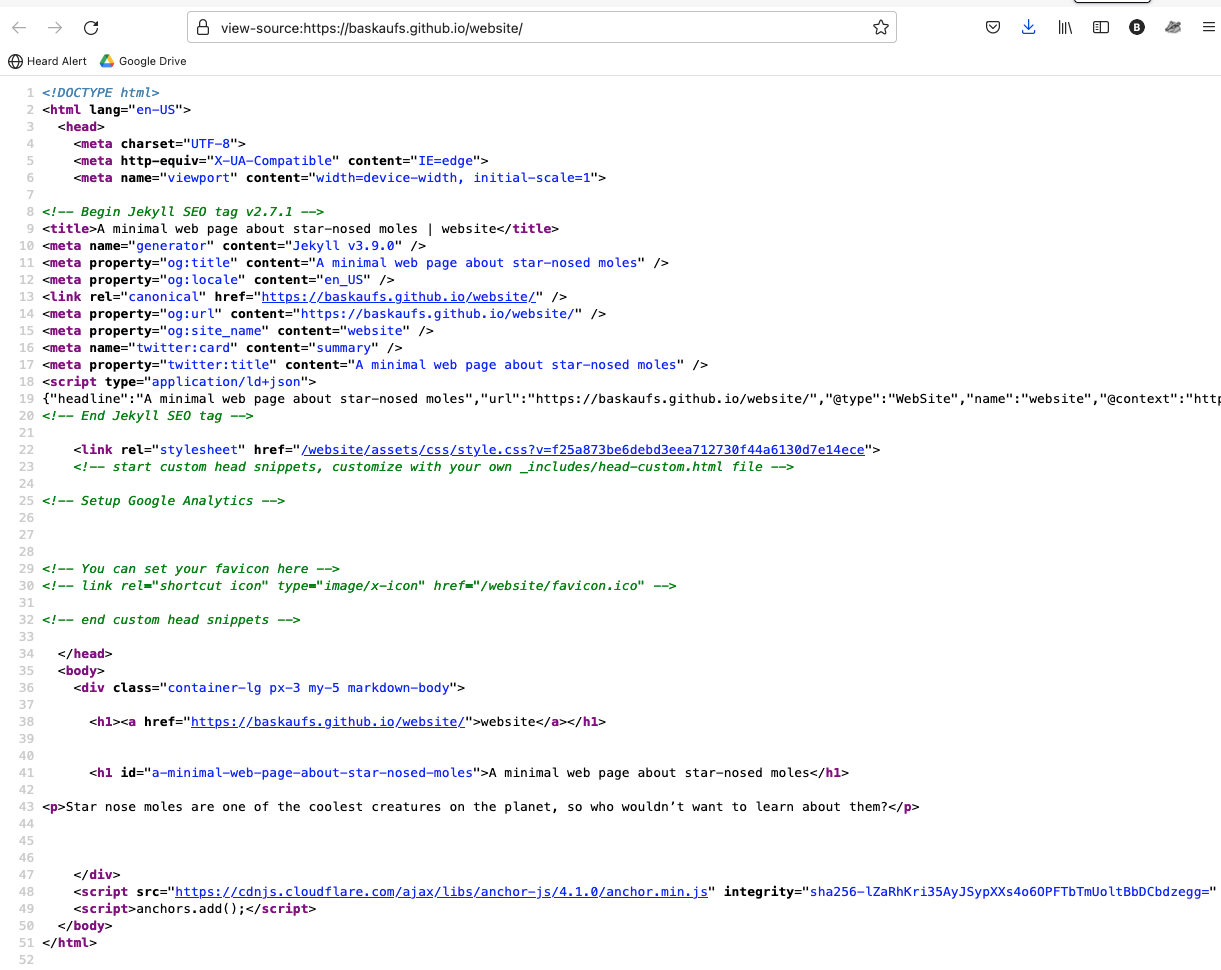 view-source:https://baskaufs.github.io/website/
B
Heard Alert Google Drive
1 <!DOCTYPE html>
2 <html lang="en-US">
3 <head>
4 <meta charset="UTF-8">
5 <meta http-equiv="X-UA-Compatible" content="IE=edge">
6 <meta name="viewport" content="width=device-width, initial-scale=1">
7
8 <!-- Begin Jekyll SEO tag v2.7.1 -->
9 <title>A minimal web page about star-nosed moles | website</title>
10 <meta name="generator" content="Jekyll v3.9.0" />
11 <meta property="og:title" content="A minimal web page about star-nosed moles" />
12 <meta property="og:locale" content="en_US" />
13 <link rel="canonical" href="https://baskaufs.github.io/website/" />
14 <meta property="og:url" content="https://baskaufs.github.io/website/" />
15 <meta property="og:site_name" content="website" />
16 <meta name="twitter:card" content="summary" />
17 <meta property="twitter:title" content="A minimal web page about star-nosed moles" />
18 <script type="application/ld+json">
19 {"headline":"A minimal web page about star-nosed moles","url":"https://baskaufs.github.io/website/","@type":"WebSite","name":"website","@context":"http
20 <!-- End Jekyll SEO tag -->
21
22 <link rel="stylesheet" href="/website/assets/css/style.css?v=f25a873be6debd3eea712730f44a6130d7e14ece">
23 <!-- start custom head snippets, customize with your own _includes/head-custom.html file -->
24
25 <!-- Setup Google Analytics -->
26
27
28
29 <!-- You can set your favicon here -->
30 <!-- link rel="shortcut icon" type="image/x-icon" href="/website/favicon.ico" -->
31
32 <!-- end custom head snippets -->
33
34 </head>
35 <body>
36 <div class="container-lg px-3 my-5 markdown-body">
37
38 <h1><a href="https://baskaufs.github.io/website/">website</a></h1>
39
40
41 <h1 id="a-minimal-web-page-about-star-nosed-moles">A minimal web page about star-nosed moles</h1>
42
43 <p>Star nose moles are one of the coolest creatures on the planet, so who wouldn’t want to learn about them?</p>
44
45
46
47 </div>
48 <script src="https://cdnjs.cloudflare.com/ajax/libs/anchor-js/4.1.0/anchor.min.js" integrity="sha256-lZaRhKri35AyJSypXXs4o6OPFTbTmUoltBbDCbdzegg="
49 <script>anchors.add();</script>
50 </body>
51 </html>
52